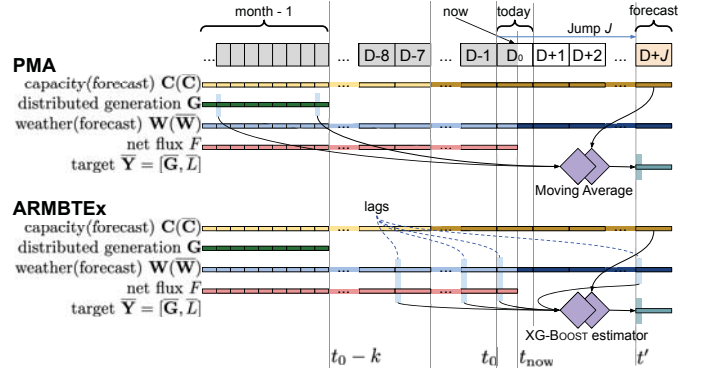 month - 1
now
today
forecast
Jump J
... ... D-8 D-7 ... D-1 D₀ D+1 D+2 ... D+J
PMA
capacity(forecast) C(C̅) ... ... ...
distributed generation G
weather(forecast) W(W̅) ... ... ...
net flux F ... ...
target Y̅ = [G̅, L̅]
Moving Average
ARMBTEx
lags
capacity(forecast) C(C̅) ... ... ...
distributed generation G
weather(forecast) W(W̅) ... ... ...
net flux F ... ...
target Y̅ = [G̅, L̅]
XG-BOOST estimator
t₀ − k t₀ t_now t′